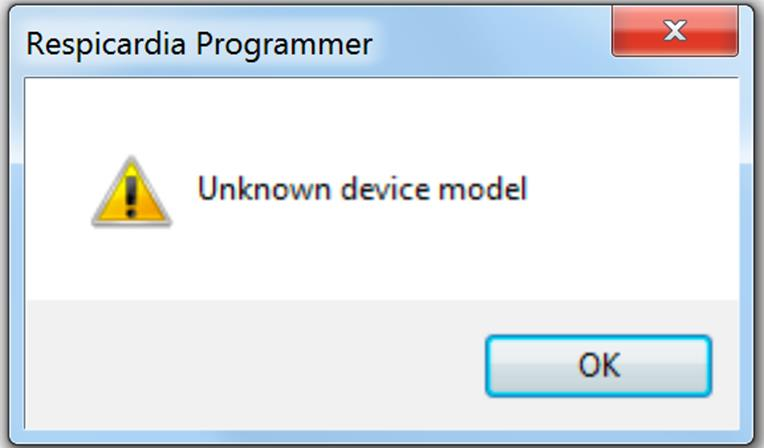 Respicardia Programmer
Unknown device model
OK